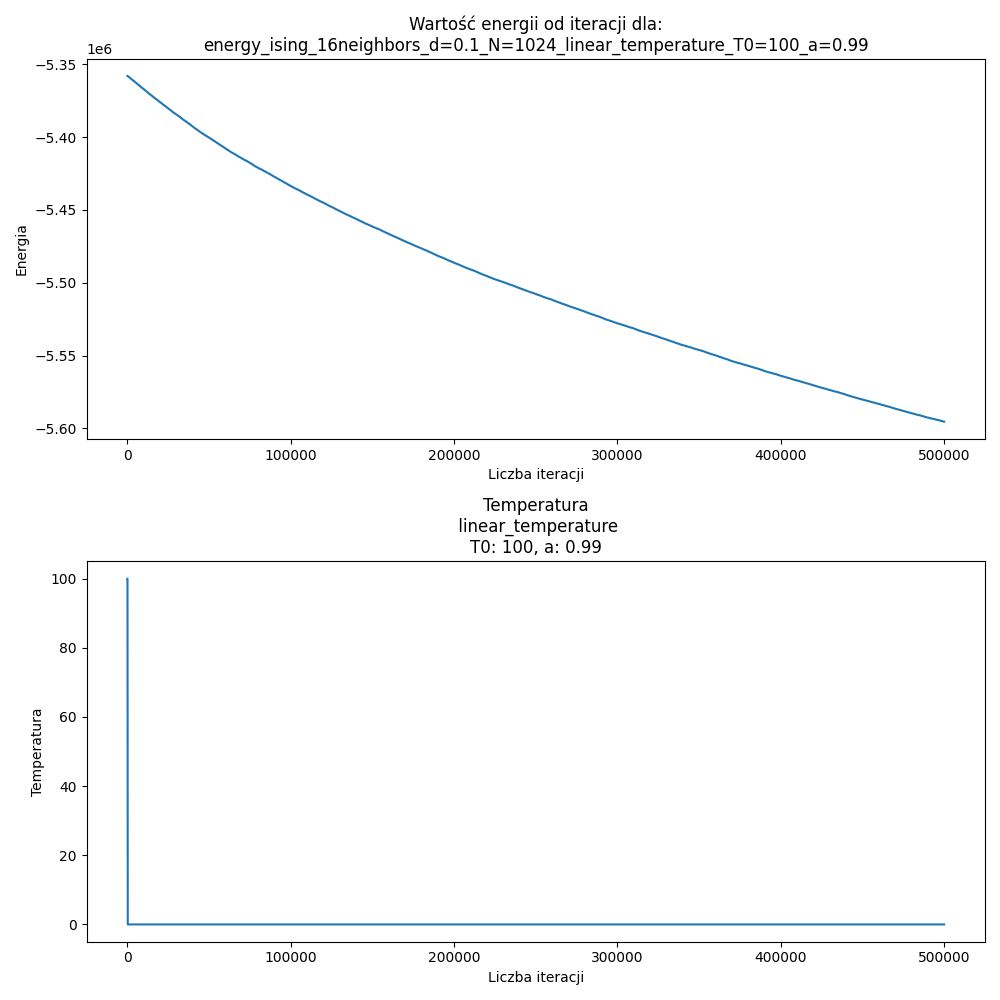 Wartość energii od iteracji dla:
energy_ising_16neighbors_d=0.1_N=1024_linear_temperature_T0=100_a=0.99
1e6
−5.35
−5.40
−5.45
−5.50
−5.55
−5.60
Energia
0 100000 200000 300000 400000 500000
Liczba iteracji
Temperatura
linear_temperature
T0: 100, a: 0.99
100
80
60
40
20
0
Temperatura
0 100000 200000 300000 400000 500000
Liczba iteracji